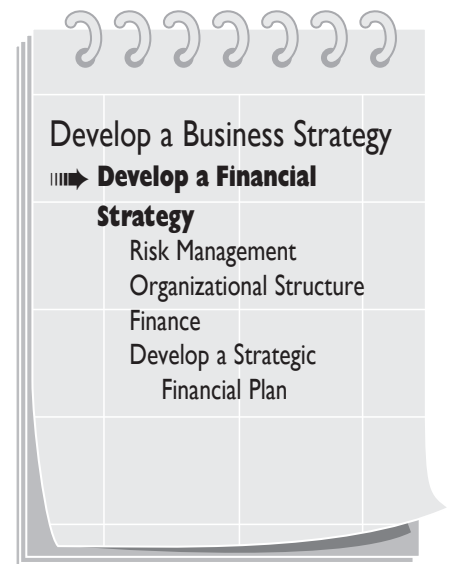 Develop a Business Strategy
Develop a Financial
Strategy
Risk Management
Organizational Structure
Finance
Develop a Strategic
Financial Plan